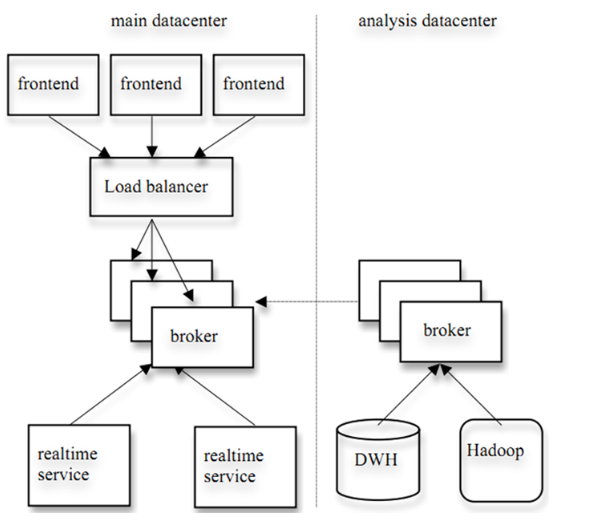 main datacenter
analysis datacenter
frontend
frontend
frontend
Load balancer
broker
broker
realtime
service
realtime
service
DWH
Hadoop